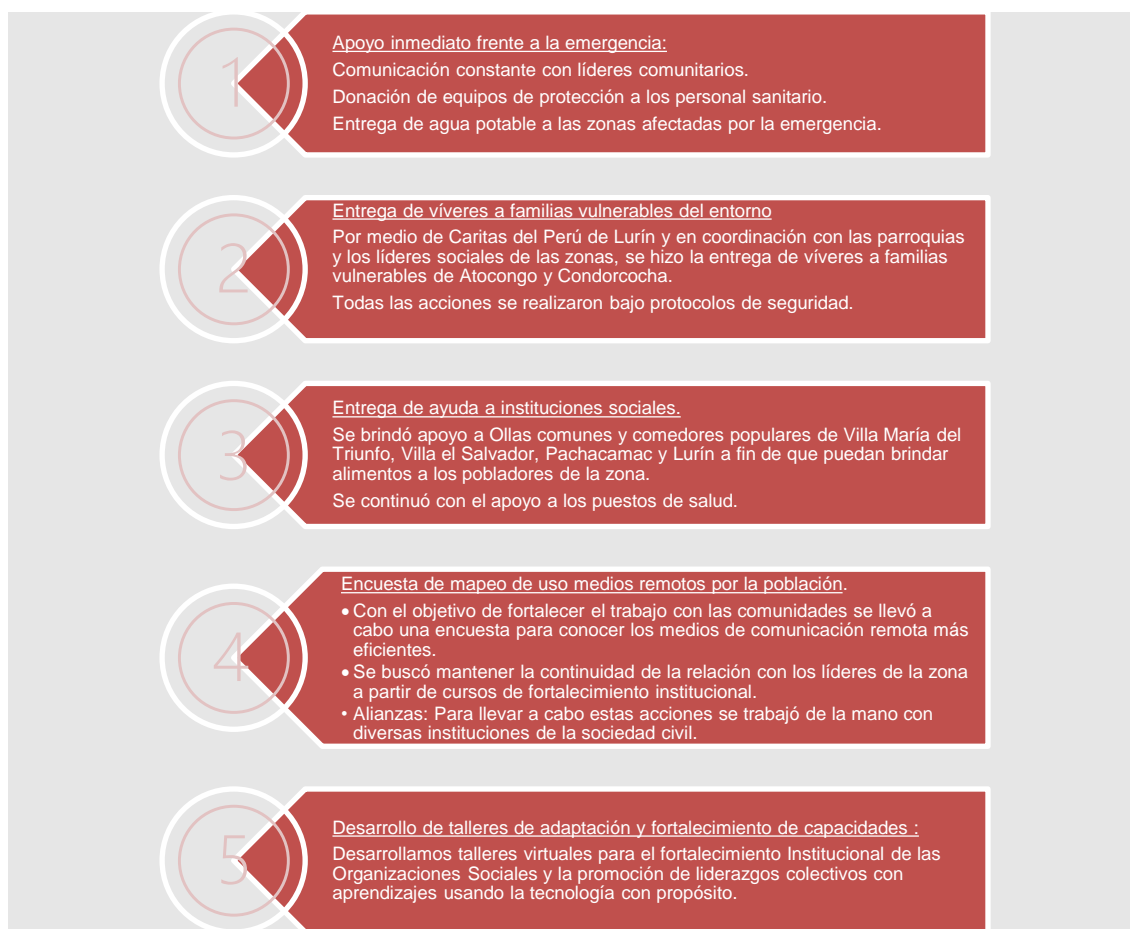 1
Apoyo inmediato frente a la emergencia:
Comunicación constante con líderes comunitarios.
Donación de equipos de protección a los personal sanitario.
Entrega de agua potable a las zonas afectadas por la emergencia.
2
Entrega de víveres a familias vulnerables del entorno
Por medio de Caritas del Perú de Lurín y en coordinación con las parroquias
y los líderes sociales de las zonas, se hizo la entrega de víveres a familias
vulnerables de Atocongo y Condorcocha.
Todas las acciones se realizaron bajo protocolos de seguridad.
3
Entrega de ayuda a instituciones sociales.
Se brindó apoyo a Ollas comunes y comedores populares de Villa María del
Triunfo, Villa el Salvador, Pachacamac y Lurín a fin de que puedan brindar
alimentos a los pobladores de la zona.
Se continuó con el apoyo a los puestos de salud.
4
Encuesta de mapeo de uso medios remotos por la población.
• Con el objetivo de fortalecer el trabajo con las comunidades se llevó a
cabo una encuesta para conocer los medios de comunicación remota más
eficientes.
• Se buscó mantener la continuidad de la relación con los líderes de la zona
a partir de cursos de fortalecimiento institucional.
• Alianzas: Para llevar a cabo estas acciones se trabajó de la mano con
diversas instituciones de la sociedad civil.
5
Desarrollo de talleres de adaptación y fortalecimiento de capacidades :
Desarrollamos talleres virtuales para el fortalecimiento Institucional de las
Organizaciones Sociales y la promoción de liderazgos colectivos con
aprendizajes usando la tecnología con propósito.